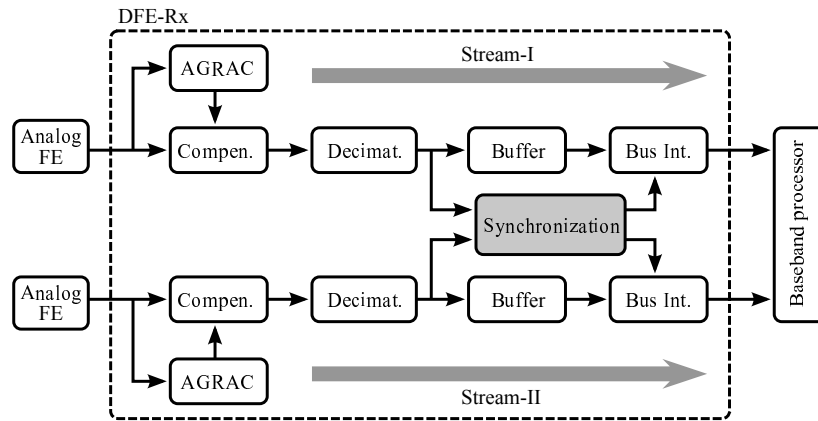 DFE-Rx
Stream-I
AGRAC
Analog
FE
Compen.
Decimat.
Buffer
Bus Int.
Synchronization
Baseband processor
Analog
FE
Compen.
Decimat.
Buffer
Bus Int.
AGRAC
Stream-II